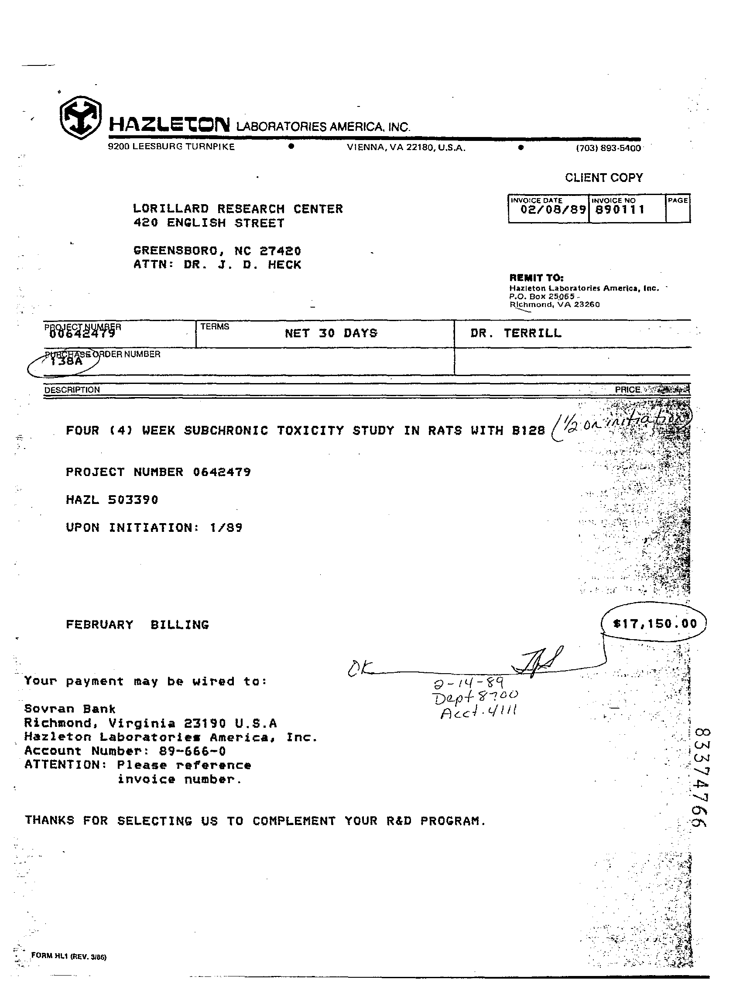 HAZLETON LABORATORIES AMERICA, INC.
9200 LEESBURG TURNPIKE • VIENNA, VA 22180, U.S.A. • (703) 893-5400
CLIENT COPY
INVOICE DATE INVOICE NO PAGE
02/08/89 890111
LORILLARD RESEARCH CENTER
420 ENGLISH STREET
GREENSBORO, NC 27420
ATTN: DR. J. D. HECK
REMIT TO:
Hazleton Laboratories America, Inc.
P.O. Box 25065
Richmond, VA 23260
PROJECT NUMBER TERMS
00642479 NET 30 DAYS DR. TERRILL
PURCHASE ORDER NUMBER
138A
DESCRIPTION PRICE
FOUR (4) WEEK SUBCHRONIC TOXICITY STUDY IN RATS WITH B128 (1/2 on initiation)
PROJECT NUMBER 0642479
HAZL 503390
UPON INITIATION: 1/89
FEBRUARY BILLING $17,150.00
OK
2-14-89
Dept 8700
Acct. 4111
Your payment may be wired to:
Sovran Bank
Richmond, Virginia 23190 U.S.A
Hazleton Laboratories America, Inc.
Account Number: 89-666-0
ATTENTION: Please reference
invoice number.
83374766
THANKS FOR SELECTING US TO COMPLEMENT YOUR R&D PROGRAM.
FORM HL1 (REV. 3/86)